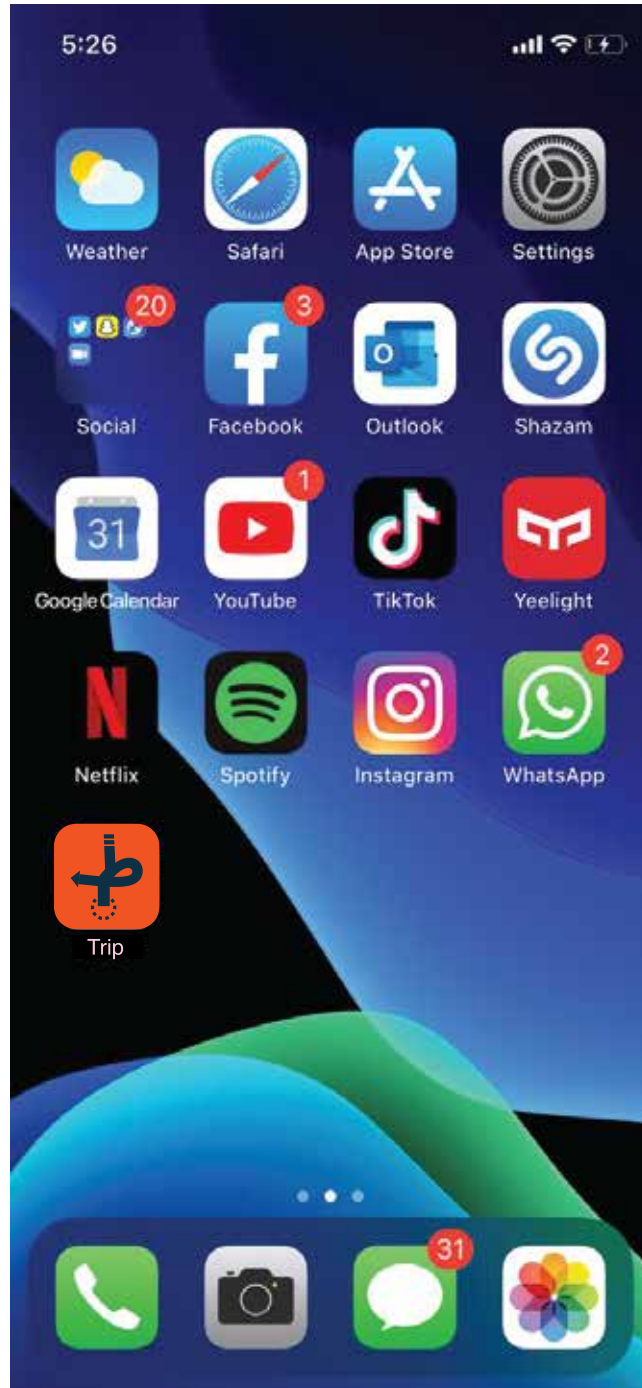 5:26
Weather Safari App Store Settings
20 3
Social Facebook Outlook Shazam
31 1
Google Calendar YouTube TikTok Yeelight
2
Netflix Spotify Instagram WhatsApp
Trip
31